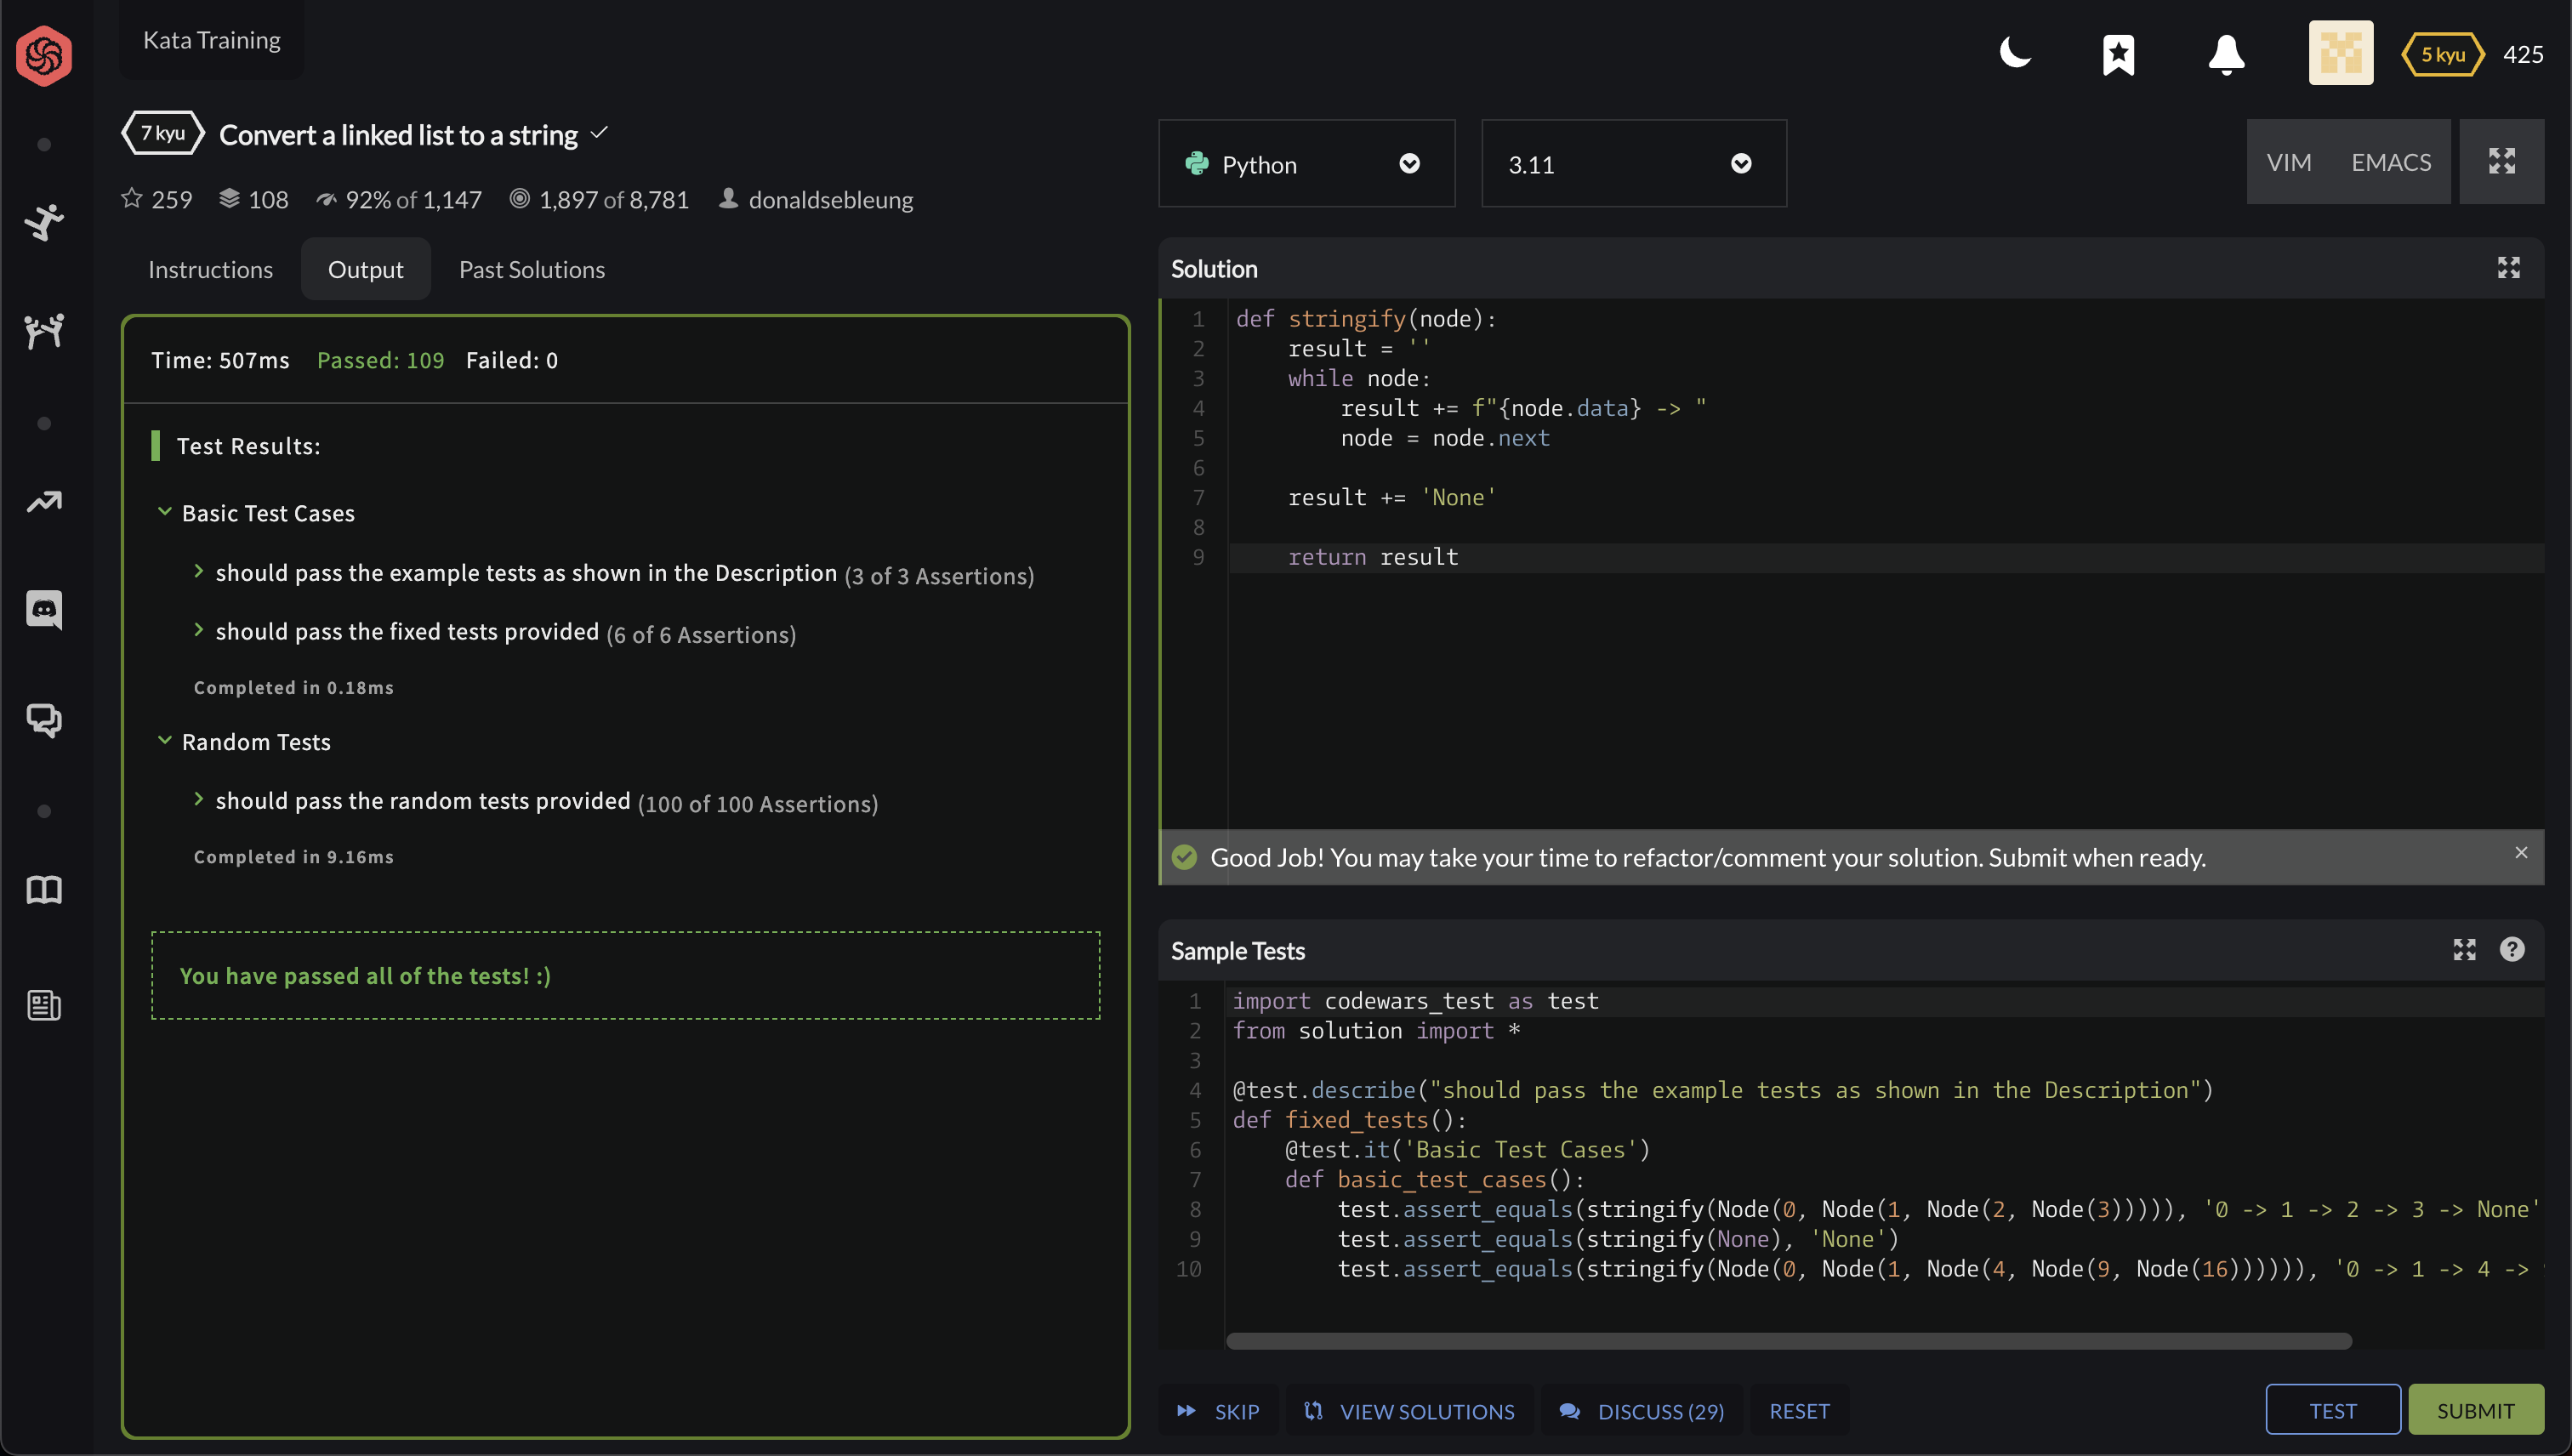 Kata Training
5 kyu 425
7 kyu Convert a linked list to a string
259 108 92% of 1,147 1,897 of 8,781 donaldsebleung
Instructions Output Past Solutions
Time: 507ms Passed: 109 Failed: 0
Test Results:
Basic Test Cases
should pass the example tests as shown in the Description (3 of 3 Assertions)
should pass the fixed tests provided (6 of 6 Assertions)
Completed in 0.18ms
Random Tests
should pass the random tests provided (100 of 100 Assertions)
Completed in 9.16ms
You have passed all of the tests! :)
Python 3.11 VIM EMACS
Solution
1 def stringify(node):
2     result = ''
3     while node:
4         result += f"{node.data} -> "
5         node = node.next
6
7     result += 'None'
8
9     return result
Good Job! You may take your time to refactor/comment your solution. Submit when ready.
Sample Tests
1 import codewars_test as test
2 from solution import *
3
4 @test.describe("should pass the example tests as shown in the Description")
5 def fixed_tests():
6     @test.it('Basic Test Cases')
7     def basic_test_cases():
8         test.assert_equals(stringify(Node(0, Node(1, Node(2, Node(3))))), '0 -> 1 -> 2 -> 3 -> None'
9         test.assert_equals(stringify(None), 'None')
10         test.assert_equals(stringify(Node(0, Node(1, Node(4, Node(9, Node(16)))))), '0 -> 1 -> 4 ->
SKIP VIEW SOLUTIONS DISCUSS (29) RESET TEST SUBMIT